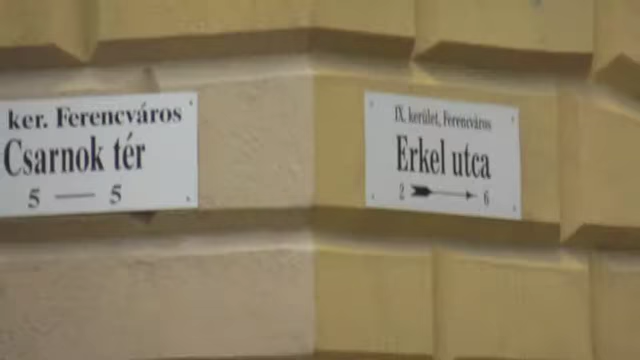 ker. Ferencváros
Csarnok tér
5 — 5
IX. kerület, Ferencváros
Erkel utca
2 → 6